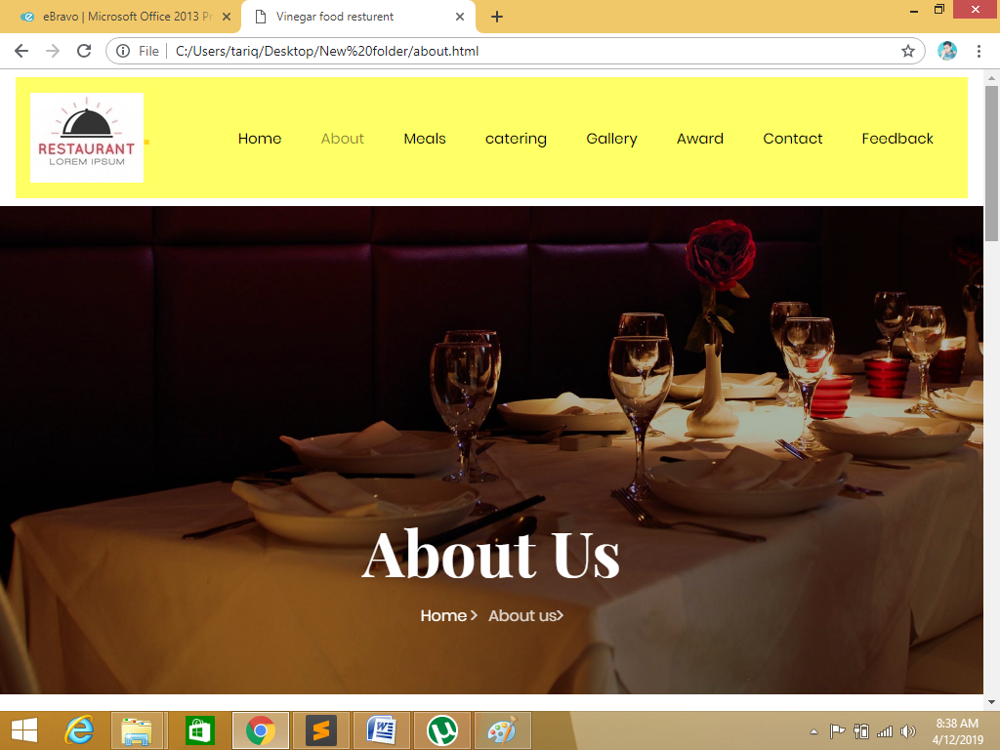 eBravo | Microsoft Office 2013 Pr
Vinegar food resturent
File
C:/Users/tariq/Desktop/New%20folder/about.html
RESTAURANT
LOREM IPSUM
Home About Meals catering Gallery Award Contact Feedback
About Us
Home > About us>
8:38 AM
4/12/2019